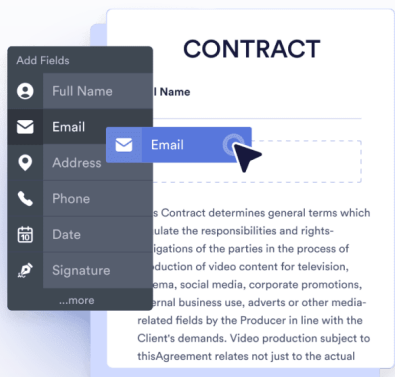 CONTRACT
Add Fields
Full Name
l Name
Email
Email
Address
Phone
10
Date
Signature
...more
s Contract determines general terms which
ulate the responsibilities and rights-
igations of the parties in the process of
oduction of video content for television,
ema, social media, corporate promotions,
ernal business use, adverts or other media-
related fields by the Producer in line with the
Client's demands. Video production subject to
thisAgreement relates not just to the actual